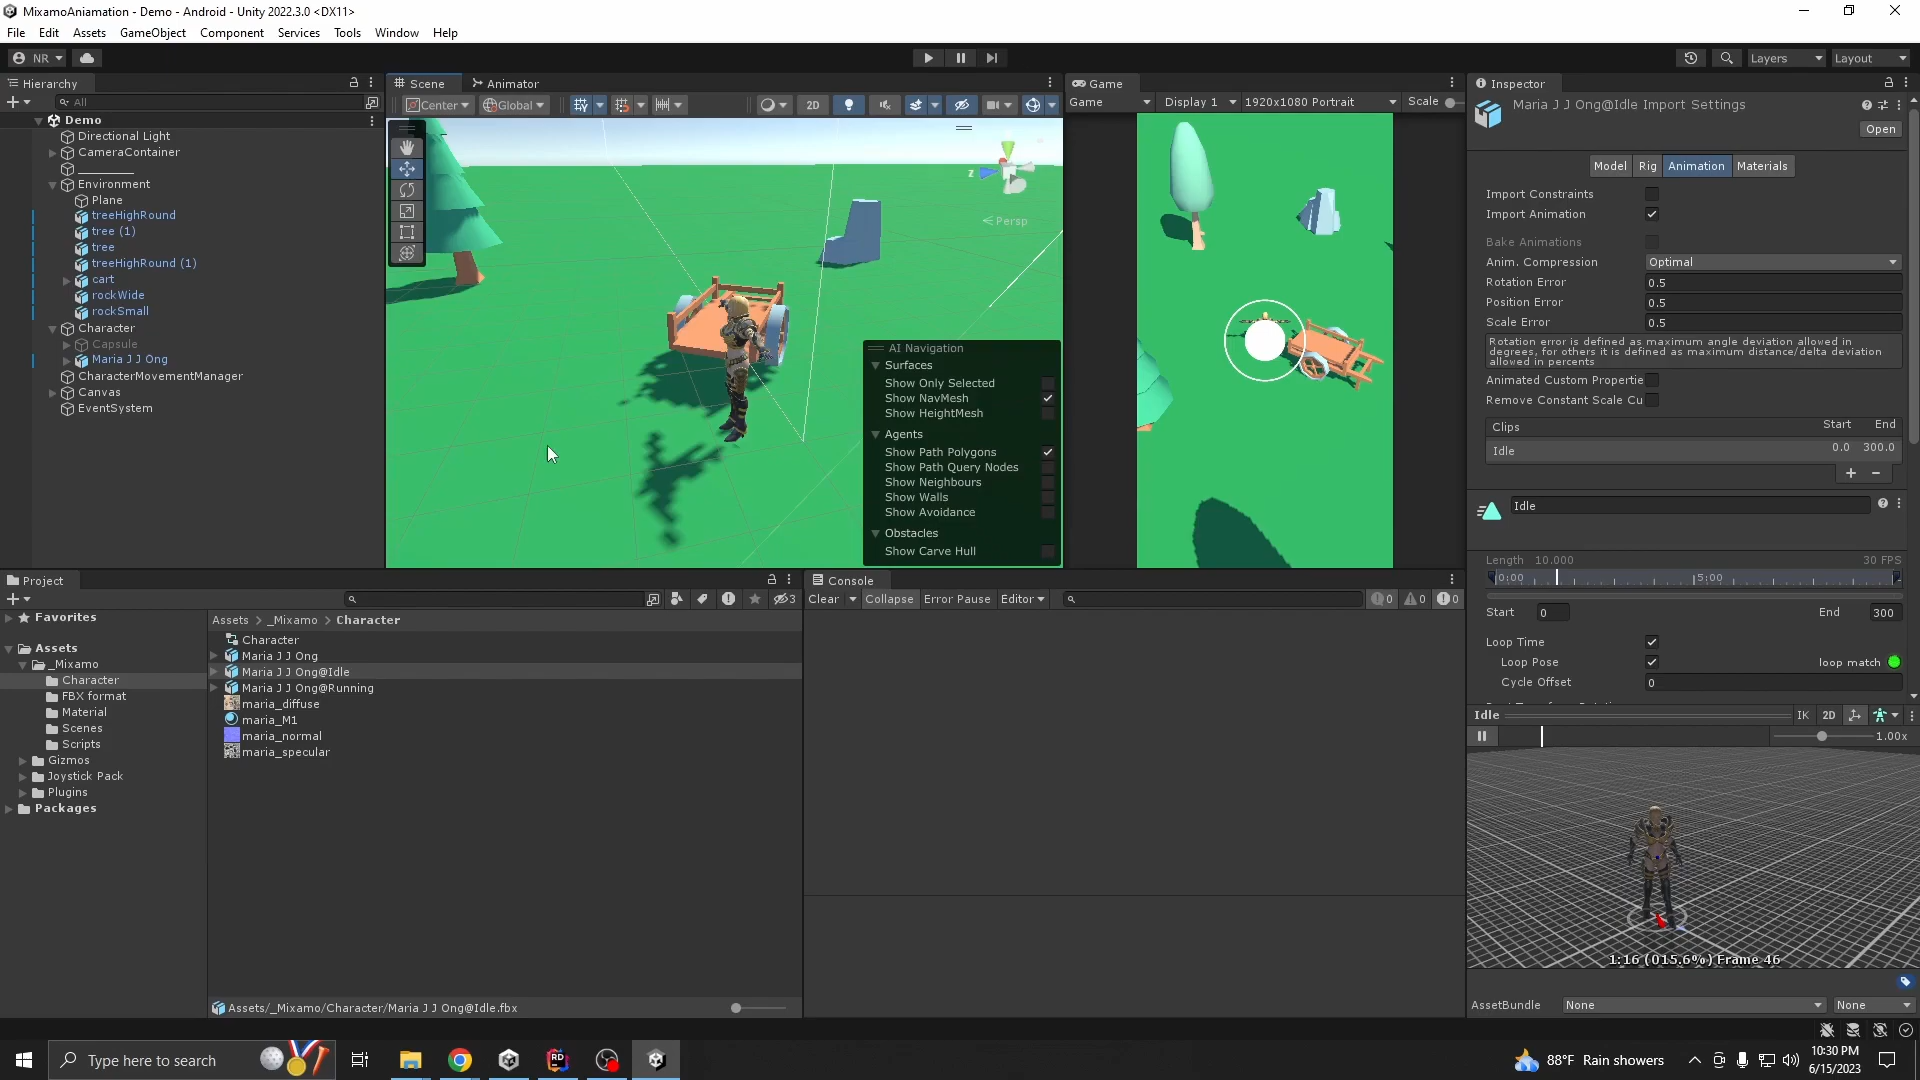 MixamoAniamation - Demo - Android - Unity 2022.3.0 <DX11>
File Edit Assets GameObject Component Services Tools Window Help
NR Layers Layout
Hierarchy
All
Demo
Directional Light
CameraContainer
_________
Environment
Plane
treeHighRound
tree (1)
tree
treeHighRound (1)
cart
rockWide
rockSmall
Character
Capsule
Maria J J Ong
CharacterMovementManager
Canvas
EventSystem
Scene Animator
Center Global 2D
z
Persp
AI Navigation
Surfaces
Show Only Selected
Show NavMesh
Show HeightMesh
Agents
Show Path Polygons
Show Path Query Nodes
Show Neighbours
Show Walls
Show Avoidance
Obstacles
Show Carve Hull
Game
Game Display 1 1920x1080 Portrait Scale
Inspector
Maria J J Ong@Idle Import Settings
Open
Model Rig Animation Materials
Import Constraints
Import Animation
Bake Animations
Anim. Compression Optimal
Rotation Error 0.5
Position Error 0.5
Scale Error 0.5
Rotation error is defined as maximum angle deviation allowed in
degrees, for others it is defined as maximum distance/delta deviation
allowed in percents
Animated Custom Propertie
Remove Constant Scale Cu
Clips Start End
Idle 0.0 300.0
Idle
Length 10.000 30 FPS
0:00 5:00
Start 0 End 300
Loop Time
Loop Pose loop match
Cycle Offset 0
Idle IK 2D
1.00x
1:16 (015.6%) Frame 46
AssetBundle None None
Project
3
Favorites
Assets
_Mixamo
Character
FBX format
Material
Scenes
Scripts
Gizmos
Joystick Pack
Plugins
Packages
Assets > _Mixamo > Character
Character
Maria J J Ong
Maria J J Ong@Idle
Maria J J Ong@Running
maria_diffuse
maria_M1
maria_normal
maria_specular
Assets/_Mixamo/Character/Maria J J Ong@Idle.fbx
Console
Clear Collapse Error Pause Editor 0 0 0
Type here to search
RD
88°F Rain showers
10:30 PM
6/15/2023